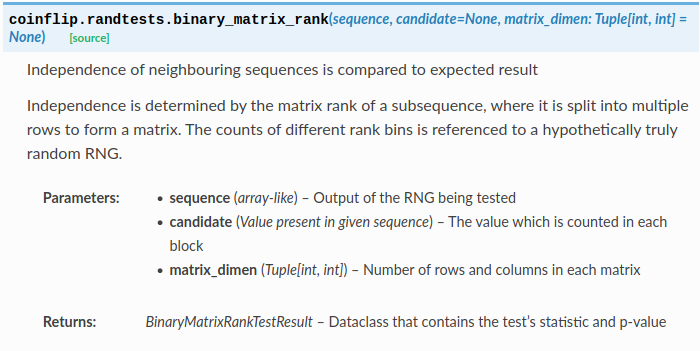 coinflip.randtests.binary_matrix_rank(sequence, candidate=None, matrix_dimen: Tuple[int, int] =
None) [source]
Independence of neighbouring sequences is compared to expected result
Independence is determined by the matrix rank of a subsequence, where it is split into multiple
rows to form a matrix. The counts of different rank bins is referenced to a hypothetically truly
random RNG.
Parameters: • sequence (array-like) – Output of the RNG being tested
• candidate (Value present in given sequence) – The value which is counted in each
block
• matrix_dimen (Tuple[int, int]) – Number of rows and columns in each matrix
Returns: BinaryMatrixRankTestResult – Dataclass that contains the test's statistic and p-value